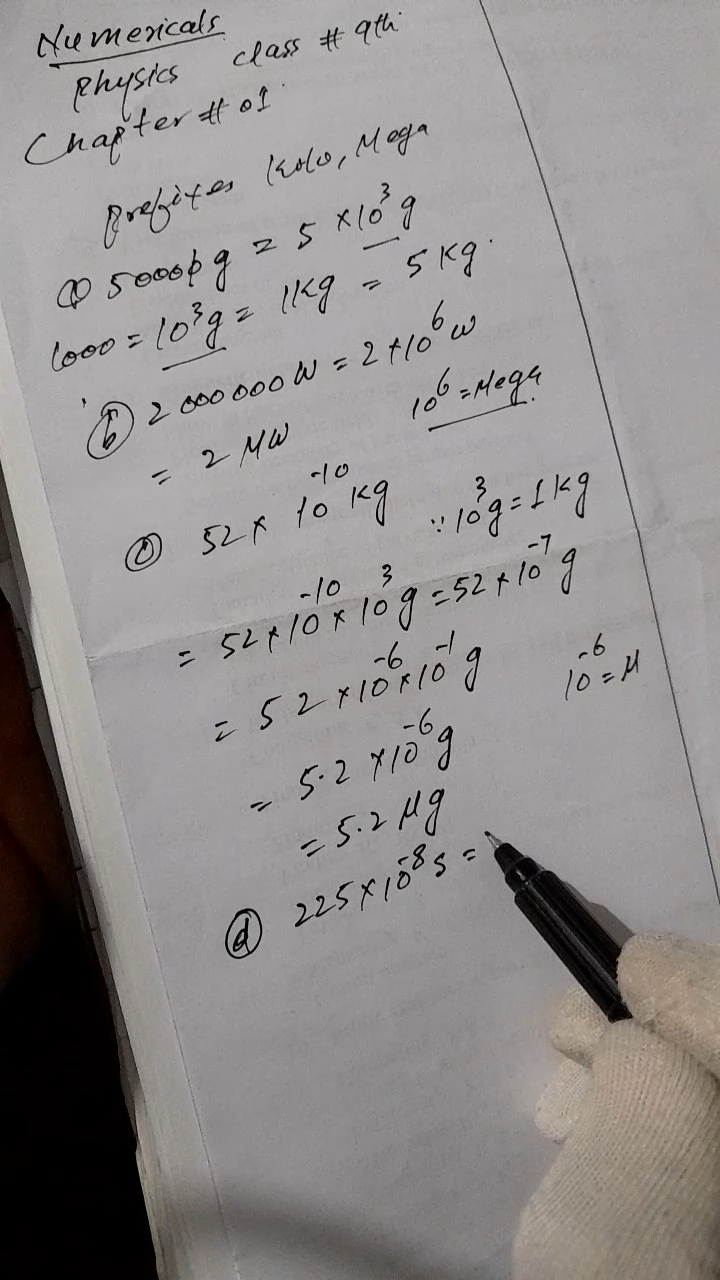 Numericals
Physics class # 9th
Chapter # 01
Prefixes Kilo, Mega
ⓐ 5000 g = 5 × 10³ g
1000 = 10³g = 1Kg = 5 Kg.
ⓑ 2 000 000 W = 2 × 10⁶ W
= 2 MW 10⁶ = Mega
ⓒ 52 × 10⁻¹⁰ kg ∵ 10³g = 1 kg
= 52 × 10⁻¹⁰ × 10³ g = 52 × 10⁻⁷ g
= 52 × 10⁻⁶ × 10⁻¹ g 10⁻⁶ = μ
= 5.2 × 10⁻⁶ g
= 5.2 μg
ⓓ 225 × 10⁻⁸ s =